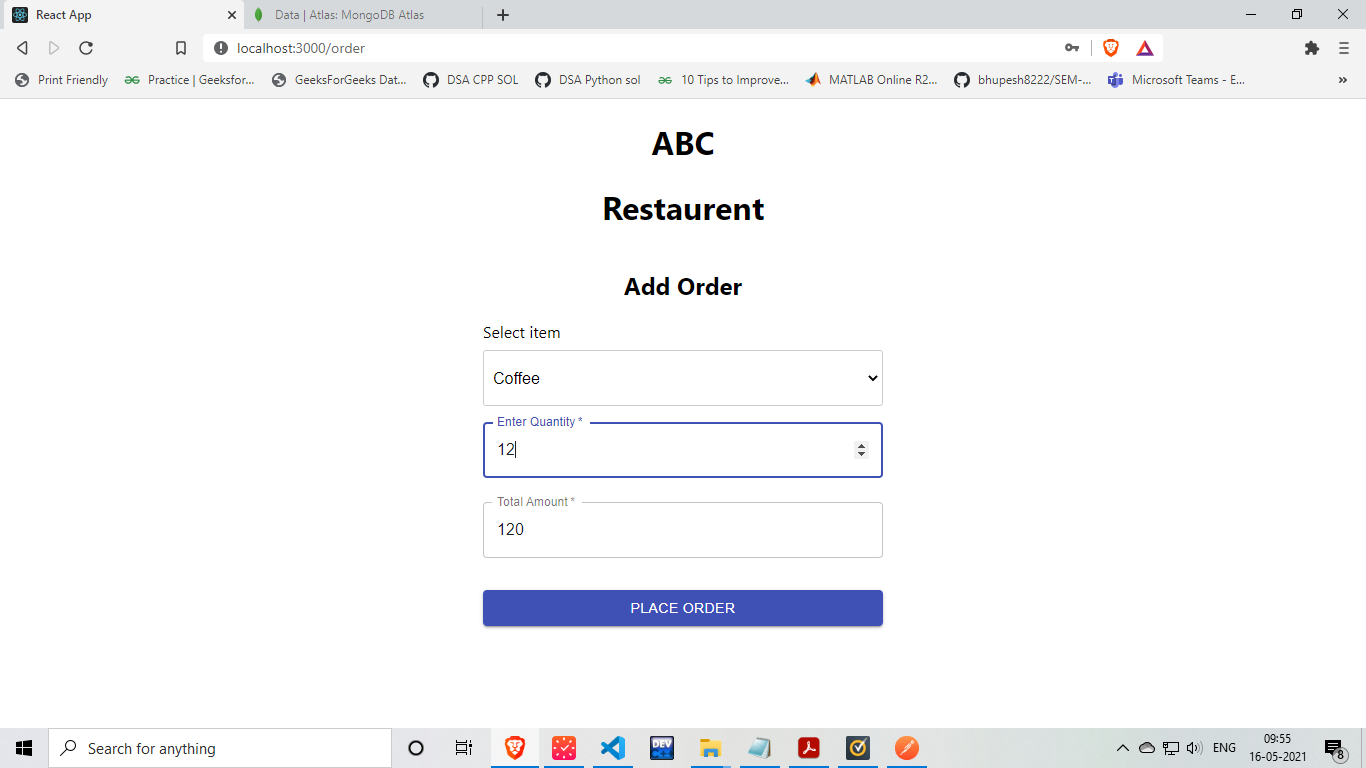 React App
Data | Atlas: MongoDB Atlas
localhost:3000/order
Print Friendly
Practice | Geeksfor...
GeeksForGeeks Dat...
DSA CPP SOL
DSA Python sol
10 Tips to Improve...
MATLAB Online R2...
bhupesh8222/SEM-...
Microsoft Teams - E...
»
ABC
Restaurent
Add Order
Select item
Coffee
Enter Quantity *
12
Total Amount *
120
PLACE ORDER
Search for anything
DEV
ENG
09:55
16-05-2021
8